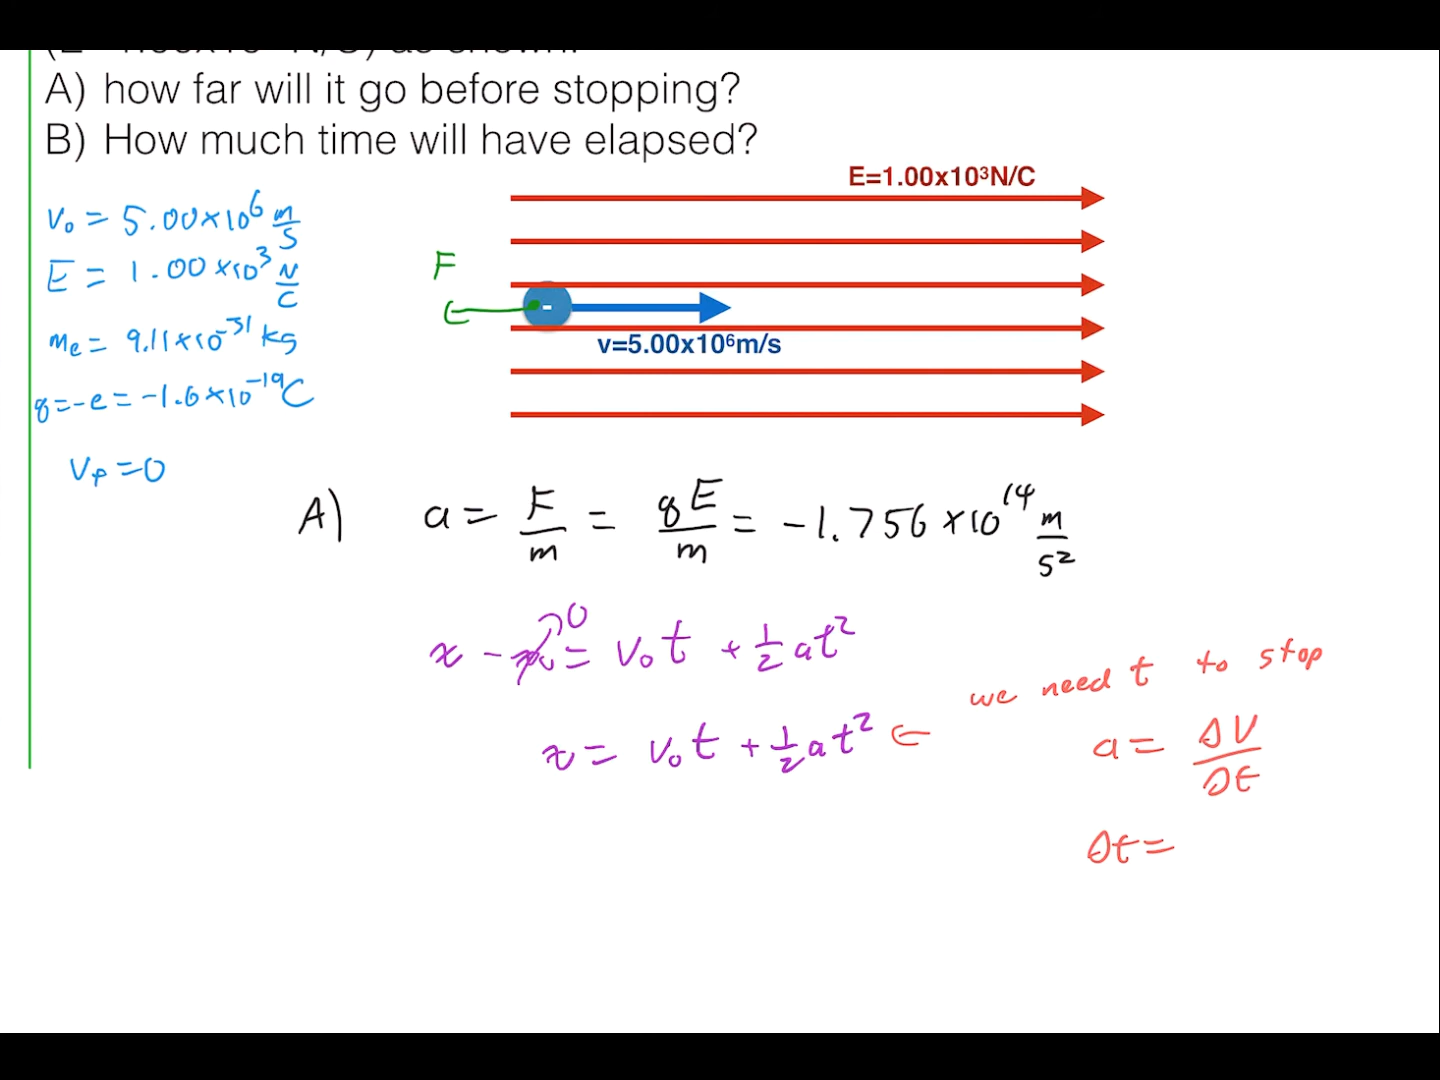 A) how far will it go before stopping?
B) How much time will have elapsed?
E=1.00x10³N/C
v₀ = 5.00×10⁶ m/s
E = 1.00×10³ N/C
F
-
mₑ = 9.11×10⁻³¹ kg
v=5.00x10⁶m/s
q=-e=-1.6×10⁻¹⁹C
v_f=0
A) a = F/m = qE/m = -1.756×10¹⁴ m/s²
x - x₀ = v₀t + ½at²
0
we need t to stop
x = v₀t + ½at² ←
a = ΔV/Δt
Δt =